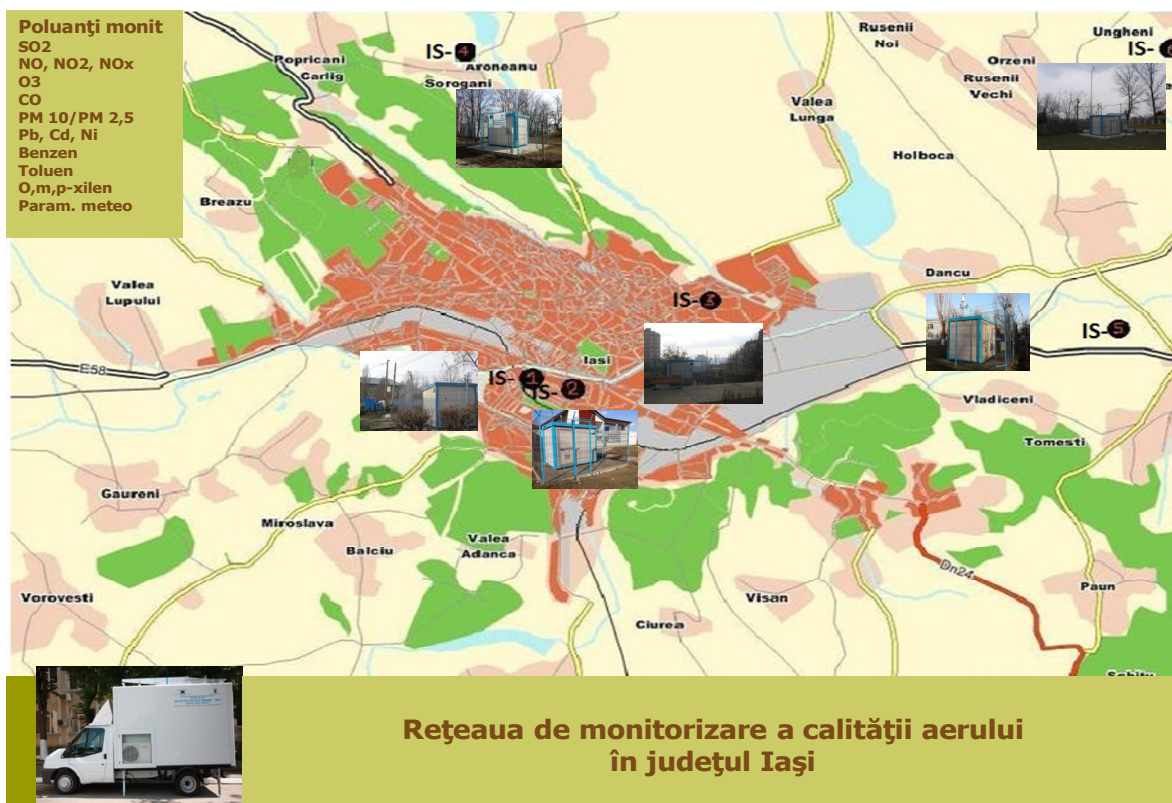 Poluanţi monit
SO2
NO, NO2, NOx
O3
CO
PM 10/PM 2,5
Pb, Cd, Ni
Benzen
Toluen
O,m,p-xilen
Param. meteo
Popricani
Carlig
IS-4
Aroneanu
Sorogani
Rusenii
Noi
Orzeni
Rusenii
Vechi
Ungheni
IS-
Valea
Lunga
Holboca
Breazu
Valea
Lupului
Dancu
IS-3
IS-5
E58
Iasi
IS-1
IS-2
Vladiceni
Tomesti
Gaureni
Miroslava
Balciu
Valea
Adanca
Dn24
Vorovesti
Visan
Paun
Ciurea
Schitu
Reţeaua de monitorizare a calităţii aerului
în judeţul Iaşi